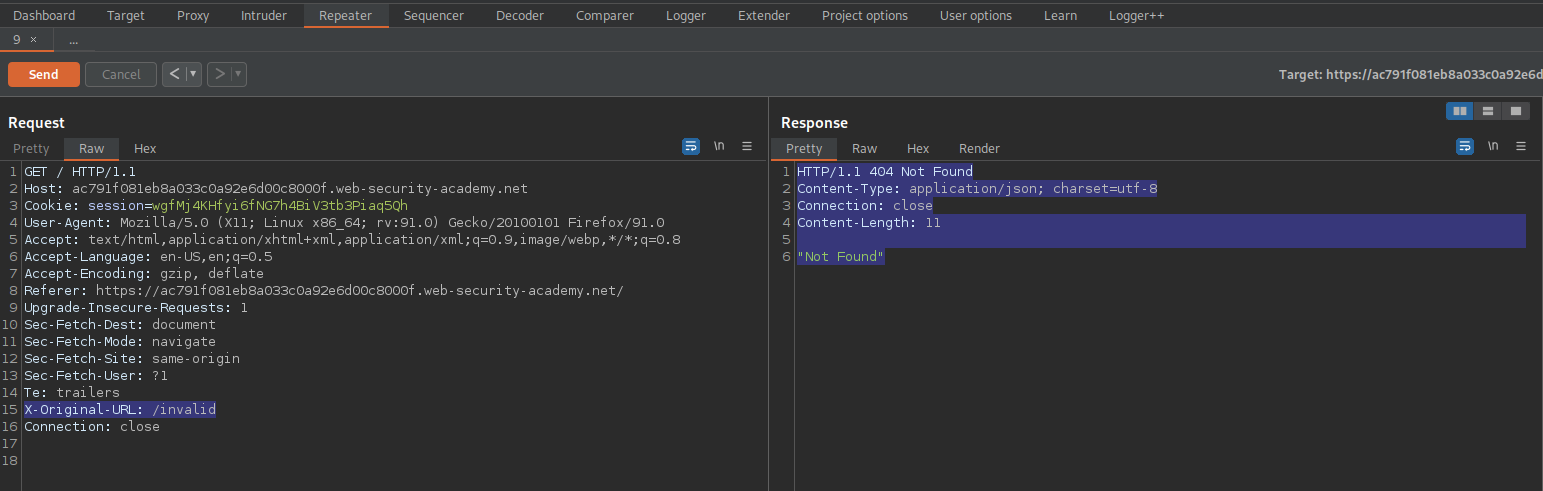 Dashboard Target Proxy Intruder Repeater Sequencer Decoder Comparer Logger Extender Project options User options Learn Logger++
9 × ...
Send Cancel < > Target: https://ac791f081eb8a033c0a92e6d
Request
Pretty Raw Hex \n
1 GET / HTTP/1.1
2 Host: ac791f081eb8a033c0a92e6d00c8000f.web-security-academy.net
3 Cookie: session=wgfMj4KHfyi6fNG7h4BiV3tb3Piaq5Qh
4 User-Agent: Mozilla/5.0 (X11; Linux x86_64; rv:91.0) Gecko/20100101 Firefox/91.0
5 Accept: text/html,application/xhtml+xml,application/xml;q=0.9,image/webp,*/*;q=0.8
6 Accept-Language: en-US,en;q=0.5
7 Accept-Encoding: gzip, deflate
8 Referer: https://ac791f081eb8a033c0a92e6d00c8000f.web-security-academy.net/
9 Upgrade-Insecure-Requests: 1
10 Sec-Fetch-Dest: document
11 Sec-Fetch-Mode: navigate
12 Sec-Fetch-Site: same-origin
13 Sec-Fetch-User: ?1
14 Te: trailers
15 X-Original-URL: /invalid
16 Connection: close
17
18
Response
Pretty Raw Hex Render \n
1 HTTP/1.1 404 Not Found
2 Content-Type: application/json; charset=utf-8
3 Connection: close
4 Content-Length: 11
5
6 "Not Found"